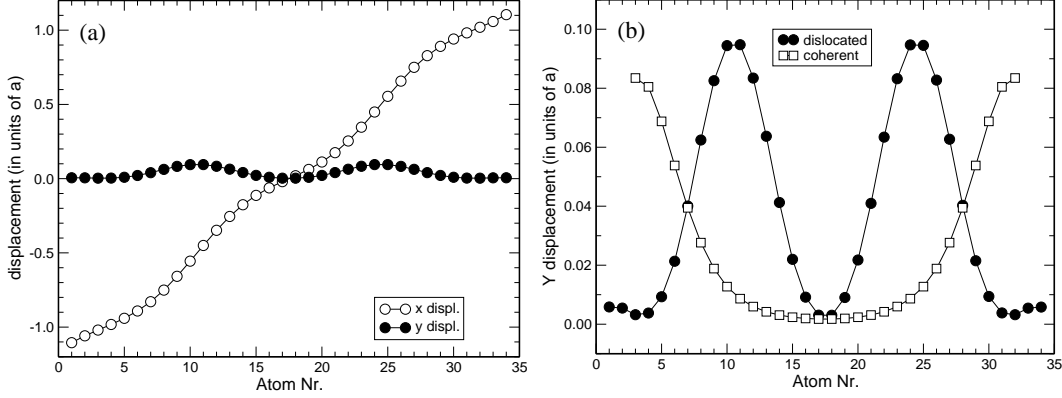 (a)
displacement (in units of a)
1.0
0.5
0.0
-0.5
-1.0
0 5 10 15 20 25 30 35
Atom Nr.
x displ.
y displ.
(b)
Y displacement (in units of a)
0.10
0.08
0.06
0.04
0.02
0.00
0 5 10 15 20 25 30 35
Atom Nr.
dislocated
coherent